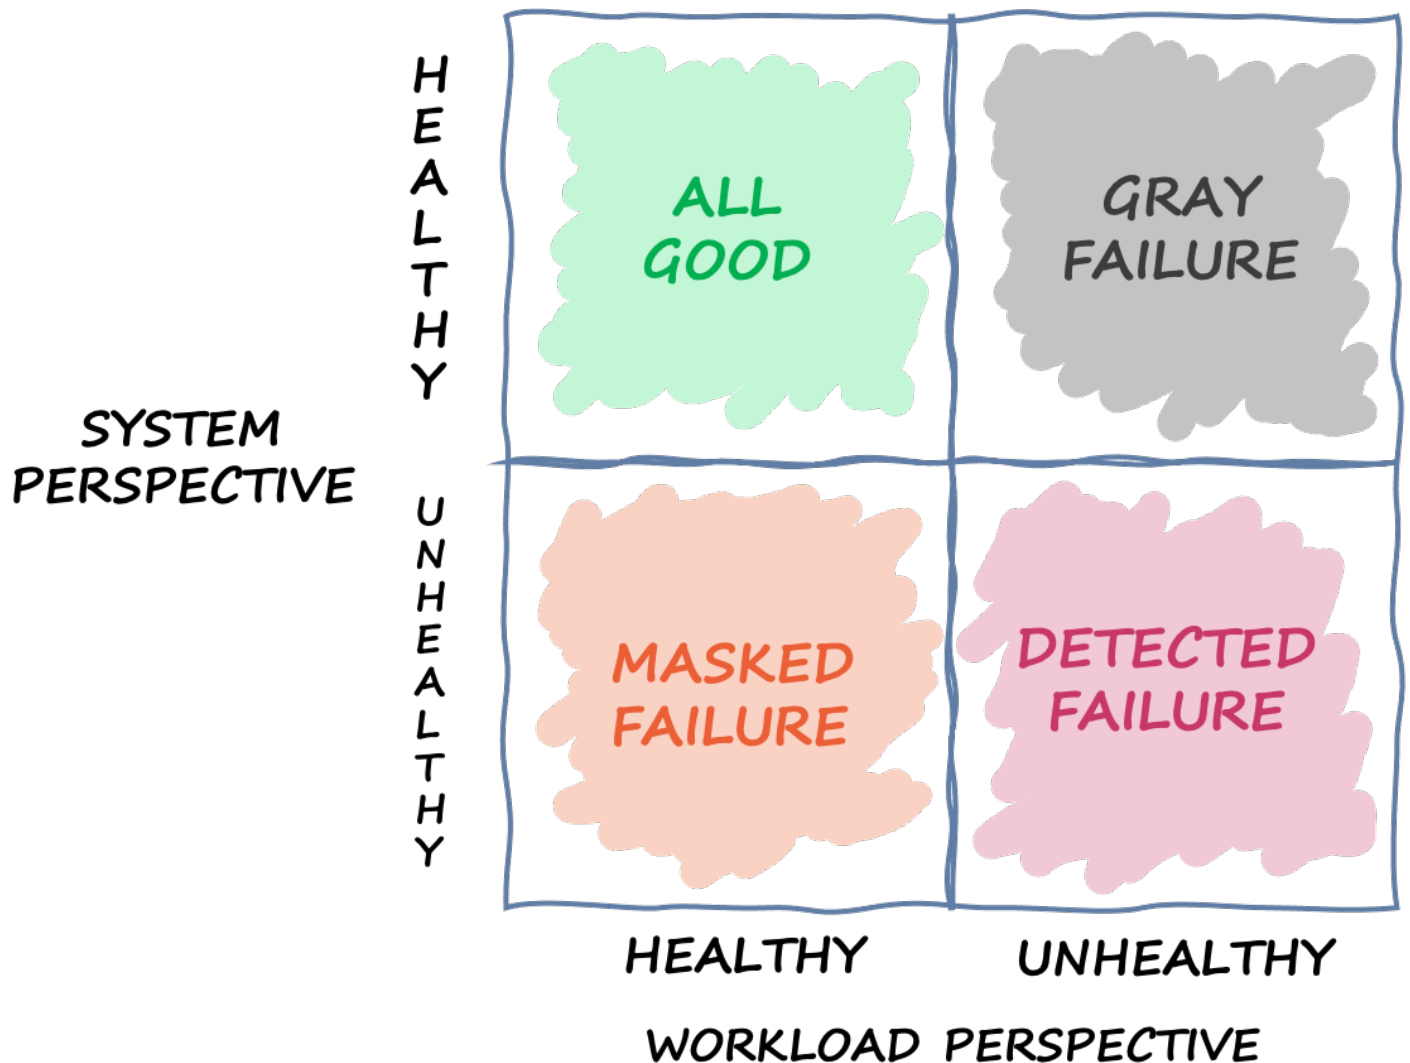 HEALTHY
ALL
GOOD
GRAY
FAILURE
SYSTEM
PERSPECTIVE
UNHEALTHY
MASKED
FAILURE
DETECTED
FAILURE
HEALTHY
UNHEALTHY
WORKLOAD PERSPECTIVE